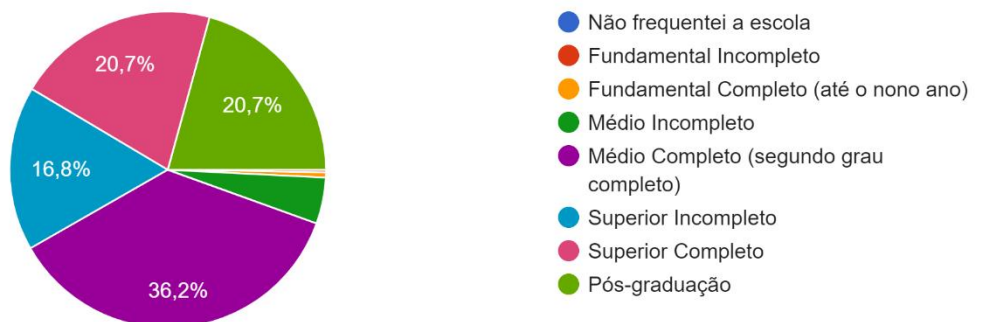 20,7%
20,7%
16,8%
36,2%
Não frequentei a escola
Fundamental Incompleto
Fundamental Completo (até o nono ano)
Médio Incompleto
Médio Completo (segundo grau
completo)
Superior Incompleto
Superior Completo
Pós-graduação